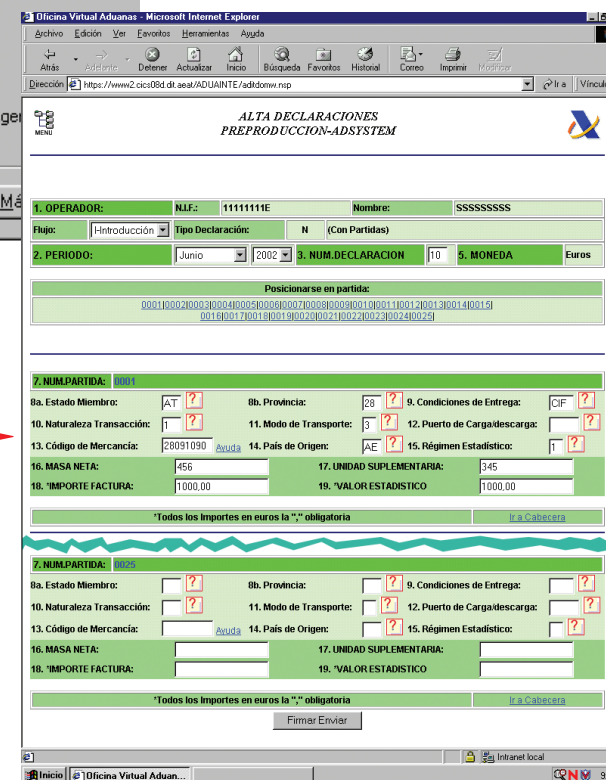 Oficina Virtual Aduanas - Microsoft Internet Explorer
Archivo Edición Ver Favoritos Herramientas Ayuda
Atrás Adelante Detener Actualizar Inicio Búsqueda Favoritos Historial Correo Imprimir Modificar
Dirección https://www2.cics08d.dit.aeat/ADUAINTE/aditdomw.nsp Ir a Vínculo
MENU
ALTA DECLARACIONES
PREPRODUCCION-ADSYSTEM
1. OPERADOR: N.I.F.: 11111111E Nombre: SSSSSSSSS
Flujo: I-Introducción Tipo Declaración: N (Con Partidas)
2. PERIODO: Junio 2002 3. NUM.DECLARACION 10 5. MONEDA Euros
Posicionarse en partida:
0001|0002|0003|0004|0005|0006|0007|0008|0009|0010|0011|0012|0013|0014|0015|
0016|0017|0018|0019|0020|0021|0022|0023|0024|0025|
7. NUM.PARTIDA: 0001
8a. Estado Miembro: AT ? 8b. Provincia: 28 ? 9. Condiciones de Entrega: CIF ?
10. Naturaleza Transacción: 1 ? 11. Modo de Transporte: 3 ? 12. Puerto de Carga/descarga: ?
13. Código de Mercancía: 28091090 Ayuda 14. País de Origen: AE ? 15. Régimen Estadístico: 1 ?
16. MASA NETA: 456 17. UNIDAD SUPLEMENTARIA: 345
18. *IMPORTE FACTURA: 1000,00 19. *VALOR ESTADISTICO 1000,00
*Todos los Importes en euros la "," obligatoria Ir a Cabecera
7. NUM.PARTIDA: 0025
8a. Estado Miembro: ? 8b. Provincia: ? 9. Condiciones de Entrega: ?
10. Naturaleza Transacción: ? 11. Modo de Transporte: ? 12. Puerto de Carga/descarga: ?
13. Código de Mercancía: Ayuda 14. País de Origen: ? 15. Régimen Estadístico: ?
16. MASA NETA: 17. UNIDAD SUPLEMENTARIA:
18. *IMPORTE FACTURA: 19. *VALOR ESTADISTICO
*Todos los Importes en euros la "," obligatoria Ir a Cabecera
Firmar Enviar
Intranet local
Inicio Oficina Virtual Aduan...